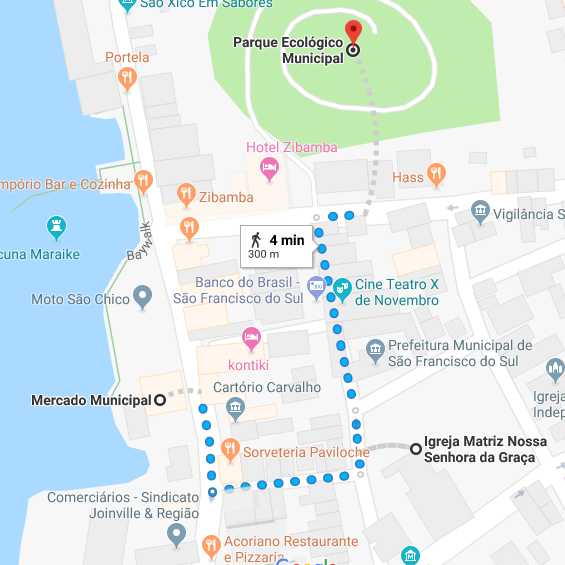 São Xico Em Sabores
Parque Ecológico
Municipal
Portela
Hotel Zibamba
Hass
Empório Bar e Cozinha
Zibamba
Vigilância S
Baywalk
cuna Maraike
4 min
300 m
Banco do Brasil -
São Francisco do Sul
Cine Teatro X
de Novembro
Moto São Chico
Prefeitura Municipal de
São Francisco do Sul
kontiki
Cartório Carvalho
Igreja
Indep
Mercado Municipal
Igreja Matriz Nossa
Senhora da Graça
Sorveteria Paviloche
Comerciários - Sindicato
Joinville & Região
Acoriano Restaurante
e Pizzaria
Google